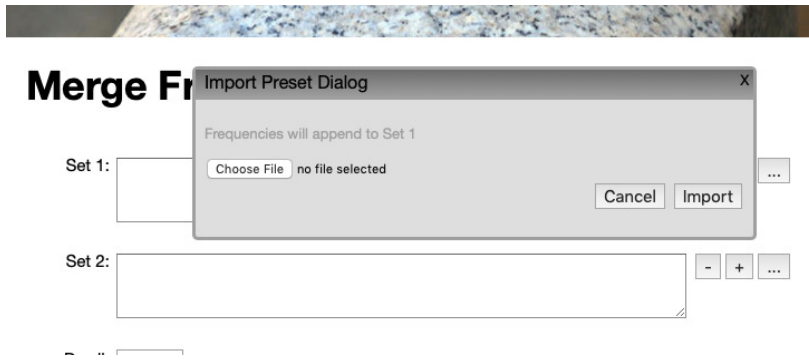 Merge Fr
Import Preset Dialog X
Frequencies will append to Set 1
Choose File no file selected
Set 1:
...
Cancel Import
Set 2:
- + ...